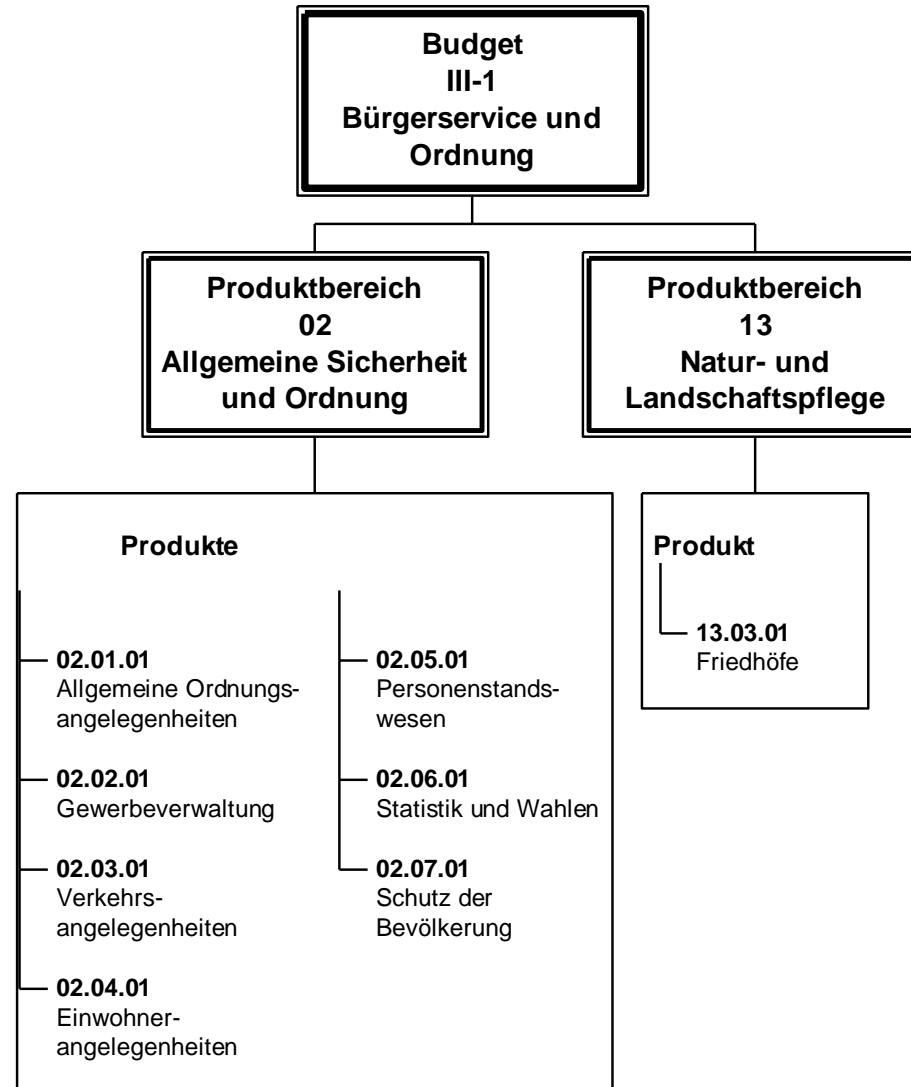 Budget
III-1
Bürgerservice und
Ordnung
Produktbereich
02
Allgemeine Sicherheit
und Ordnung
Produktbereich
13
Natur- und
Landschaftspflege
Produkte
02.01.01
Allgemeine Ordnungs-
angelegenheiten
02.02.01
Gewerbeverwaltung
02.03.01
Verkehrs-
angelegenheiten
02.04.01
Einwohner-
angelegenheiten
02.05.01
Personenstands-
wesen
02.06.01
Statistik und Wahlen
02.07.01
Schutz der
Bevölkerung
Produkt
13.03.01
Friedhöfe